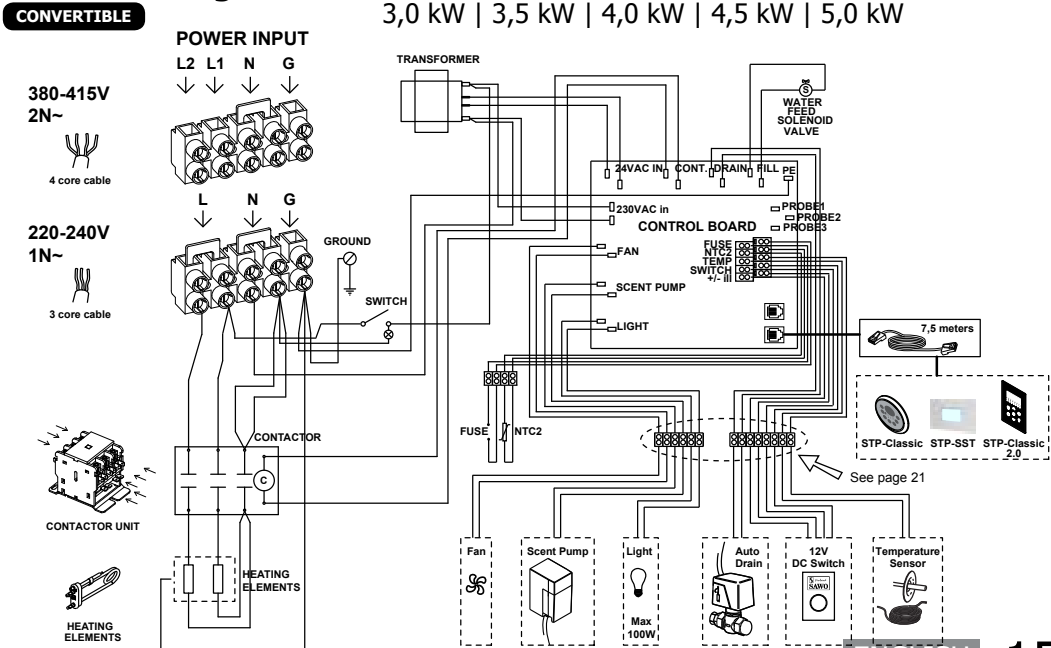 CONVERTIBLE
3,0 kW | 3,5 kW | 4,0 kW | 4,5 kW | 5,0 kW
POWER INPUT
L2 L1 N G
380-415V
2N~
4 core cable
L N G
220-240V
1N~
3 core cable
GROUND
SWITCH
TRANSFORMER
S
WATER
FEED
SOLENOID
VALVE
24VAC IN CONT. DRAIN FILL PE
230VAC in
CONTROL BOARD
PROBE1
PROBE2
PROBE3
FAN
SCENT PUMP
LIGHT
FUSE
NTC2
TEMP
SWITCH
+/- ill
7,5 meters
STP-Classic STP-SST STP-Classic
2.0
FUSE NTC2
See page 21
CONTACTOR
C
CONTACTOR UNIT
HEATING
ELEMENTS
HEATING
ELEMENTS
Fan
Scent Pump
Light
Max
100W
Auto
Drain
12V
DC Switch
SAWO
Temperature
Sensor